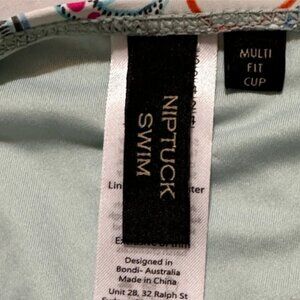 MULTI
FIT
CUP
NIPTUCK
SWIM
Designed in
Bondi- Australia
Made in China
Unit 28, 32 Ralph St